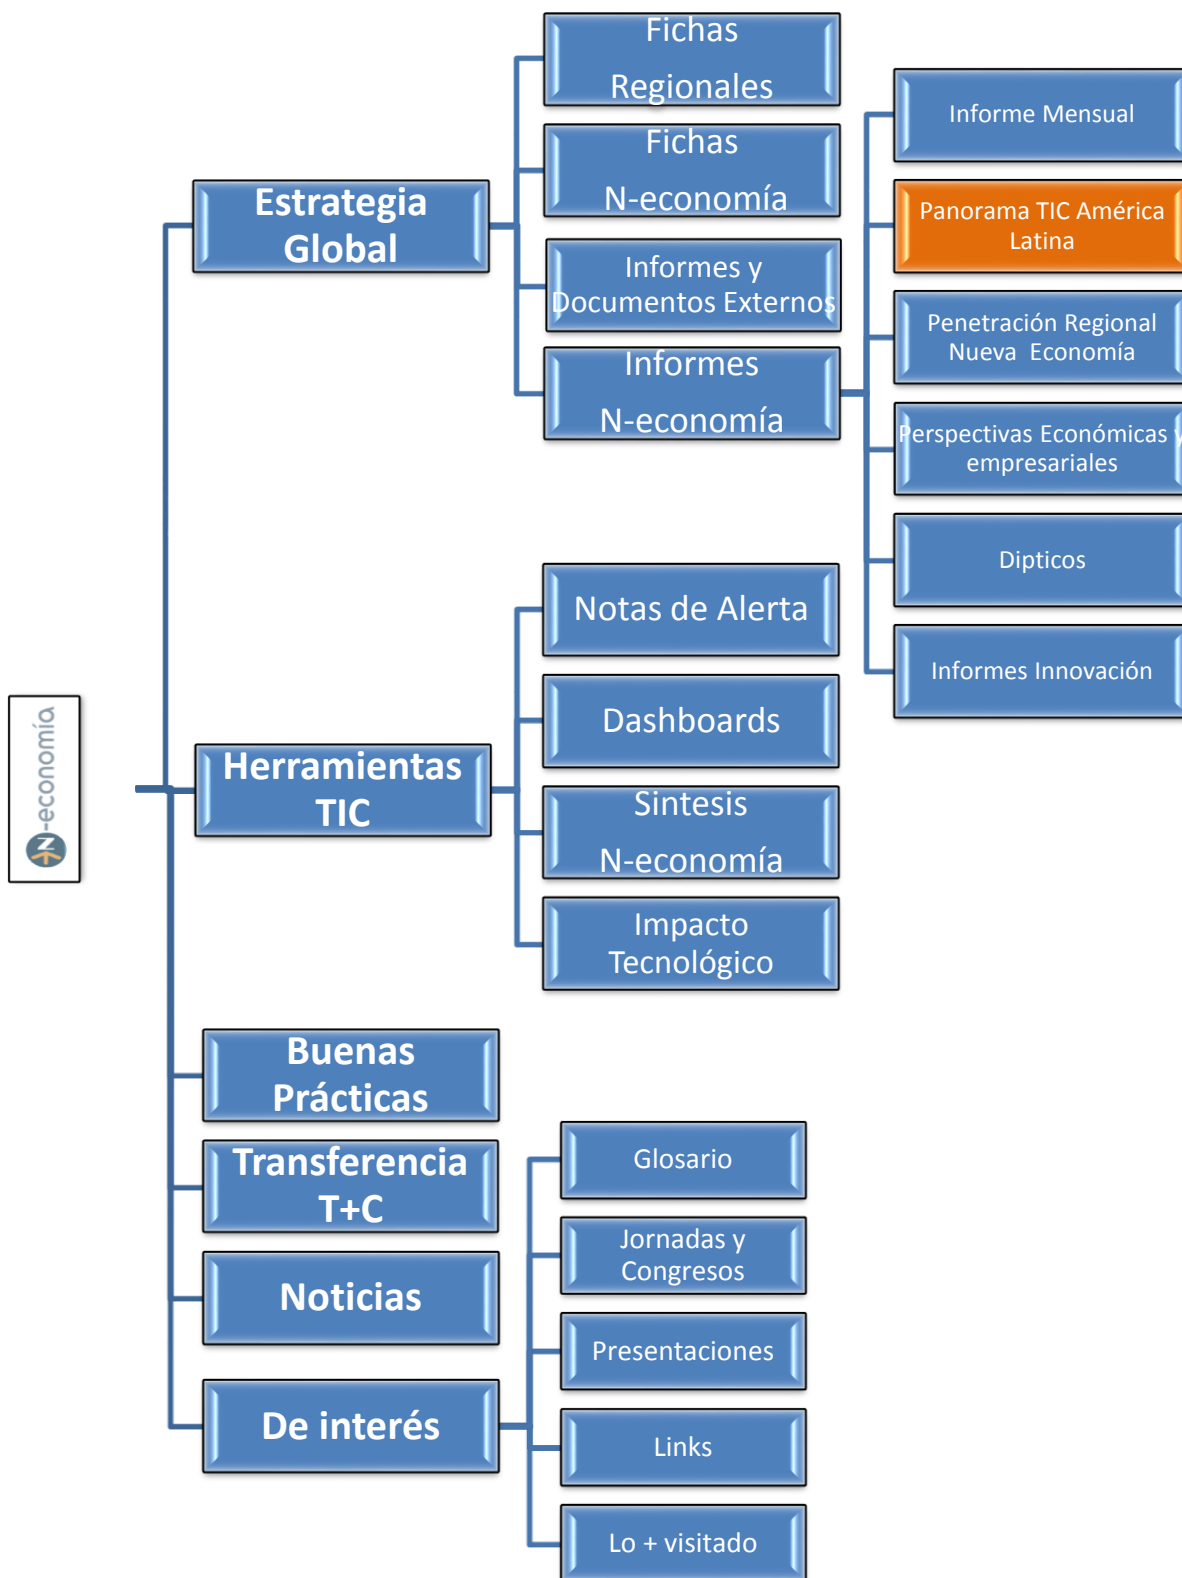 N-economía
Estrategia
Global
Fichas
Regionales
Fichas
N-economía
Informes y
Documentos Externos
Informes
N-economía
Informe Mensual
Panorama TIC América
Latina
Penetración Regional
Nueva Economía
Perspectivas Económicas y
empresariales
Dipticos
Informes Innovación
Herramientas
TIC
Notas de Alerta
Dashboards
Sintesis
N-economía
Impacto
Tecnológico
Buenas
Prácticas
Transferencia
T+C
Noticias
De interés
Glosario
Jornadas y
Congresos
Presentaciones
Links
Lo + visitado